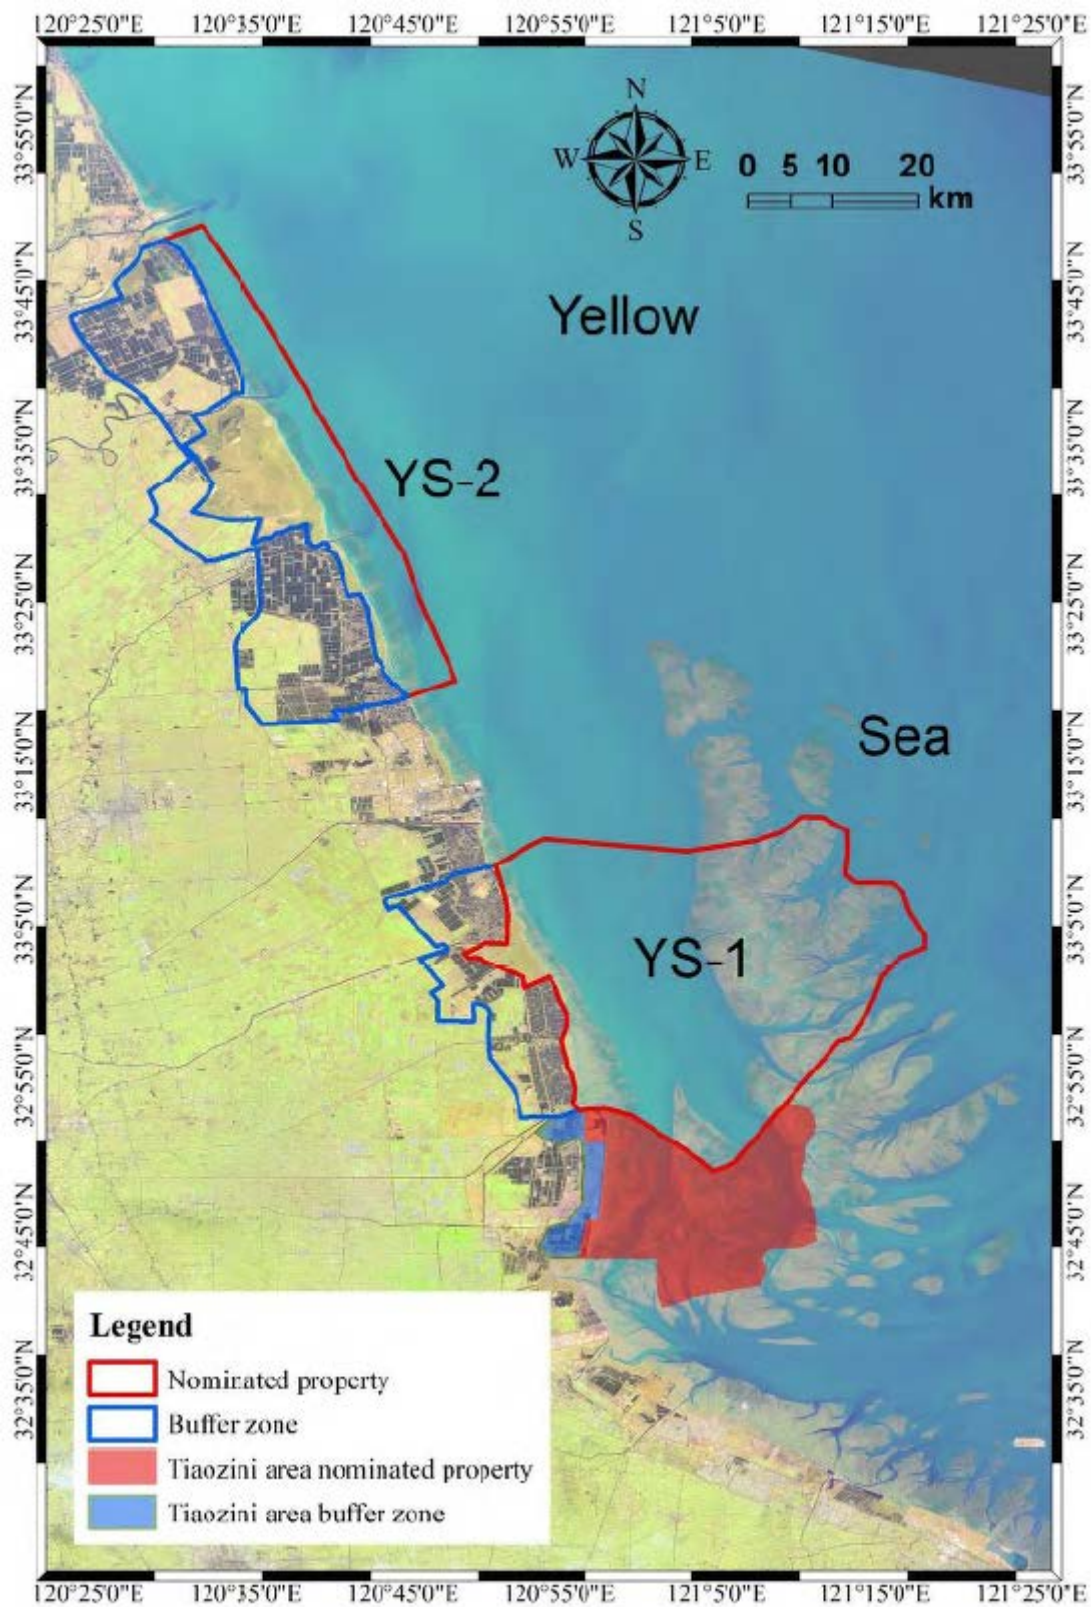 120°25'0"E 120°35'0"E 120°45'0"E 120°55'0"E 121°5'0"E 121°15'0"E 121°25'0"E
N
W E
S
0 5 10 20
km
33°55'0"N 33°55'0"N
33°45'0"N 33°45'0"N
Yellow
33°35'0"N 33°35'0"N
YS-2
33°25'0"N 33°25'0"N
Sea
33°15'0"N 33°15'0"N
33°5'0"N 33°5'0"N
YS-1
32°55'0"N 32°55'0"N
32°45'0"N 32°45'0"N
Legend
Nominated property
Buffer zone
Tiaozini area nominated property
Tiaozini area buffer zone
32°35'0"N 32°35'0"N
120°25'0"E 120°35'0"E 120°45'0"E 120°55'0"E 121°5'0"E 121°15'0"E 121°25'0"E